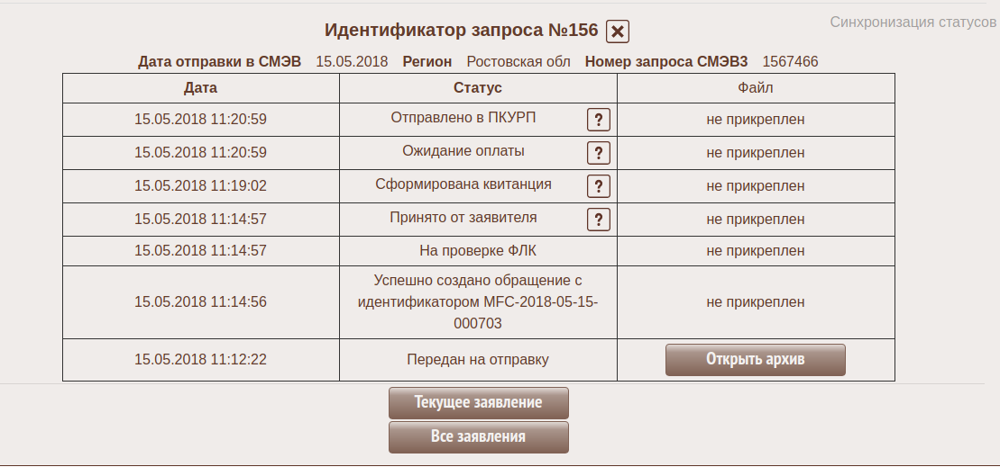 Синхронизация статусов
Идентификатор запроса №156
Дата отправки в СМЭВ 15.05.2018 Регион Ростовская обл Номер запроса СМЭВ3 1567466
Дата Статус Файл
15.05.2018 11:20:59 Отправлено в ПКУРП ? не прикреплен
15.05.2018 11:20:59 Ожидание оплаты ? не прикреплен
15.05.2018 11:19:02 Сформирована квитанция ? не прикреплен
15.05.2018 11:14:57 Принято от заявителя ? не прикреплен
15.05.2018 11:14:57 На проверке ФЛК не прикреплен
Успешно создано обращение с
15.05.2018 11:14:56 идентификатором MFC-2018-05-15- не прикреплен
000703
15.05.2018 11:12:22 Передан на отправку Открыть архив
Текущее заявление
Все заявления